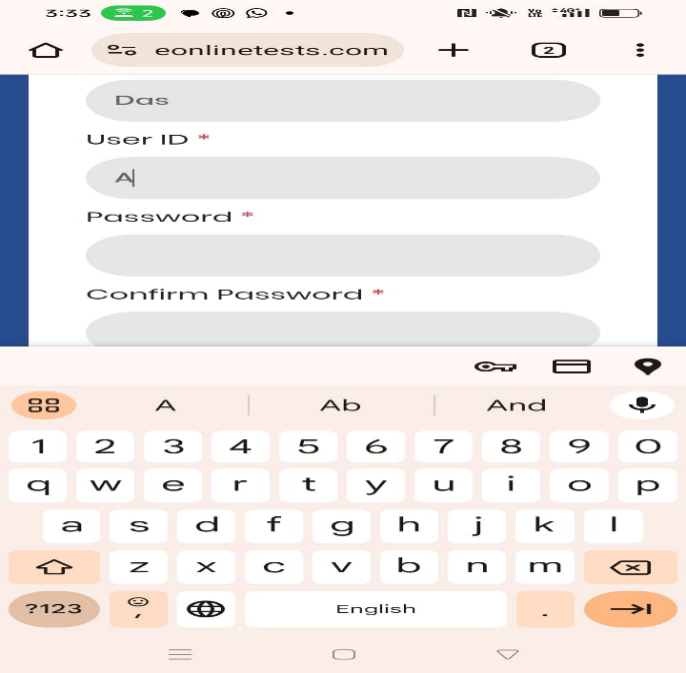 3:33 2
eonlinetests.com 2
Das
User ID *
A
Password *
Confirm Password *
A Ab And
1 2 3 4 5 6 7 8 9 0
q w e r t y u i o p
a s d f g h j k l
z x c v b n m
?123 , English .